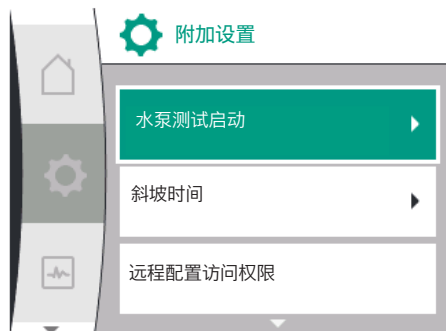 附加设置
水泵测试启动
斜坡时间
远程配置访问权限